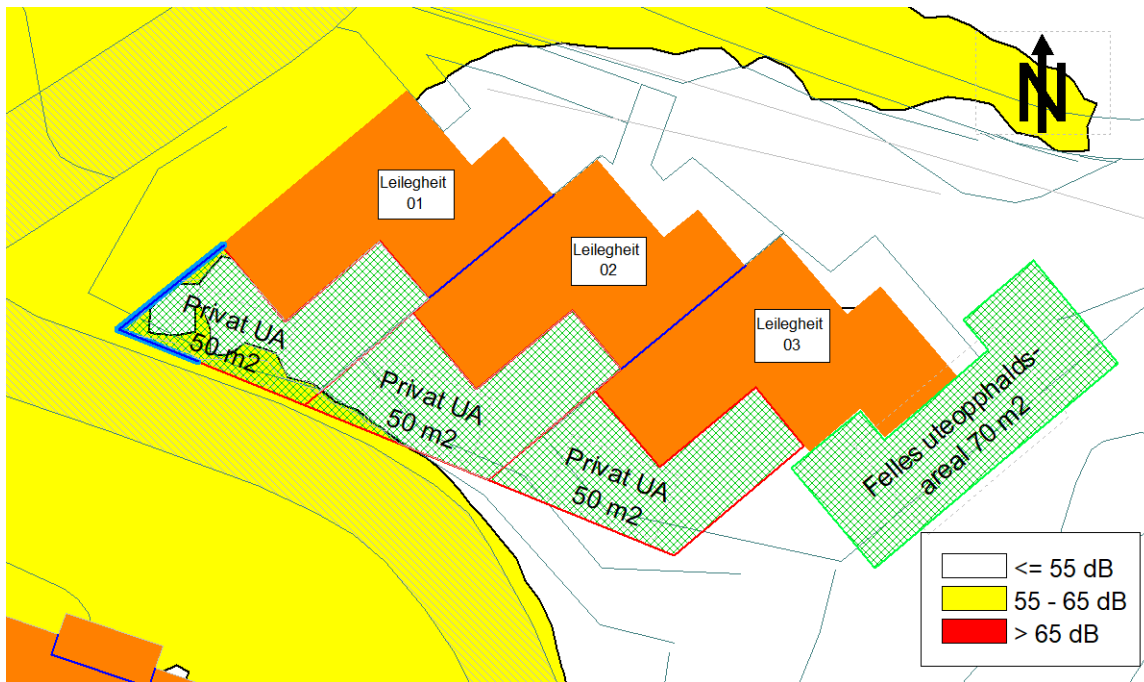 N
Leilegheit
01
Leilegheit
02
Leilegheit
03
Privat UA
50 m2
Privat UA
50 m2
Privat UA
50 m2
Felles uteopphalds-
areal 70 m2
<= 55 dB
55 - 65 dB
> 65 dB